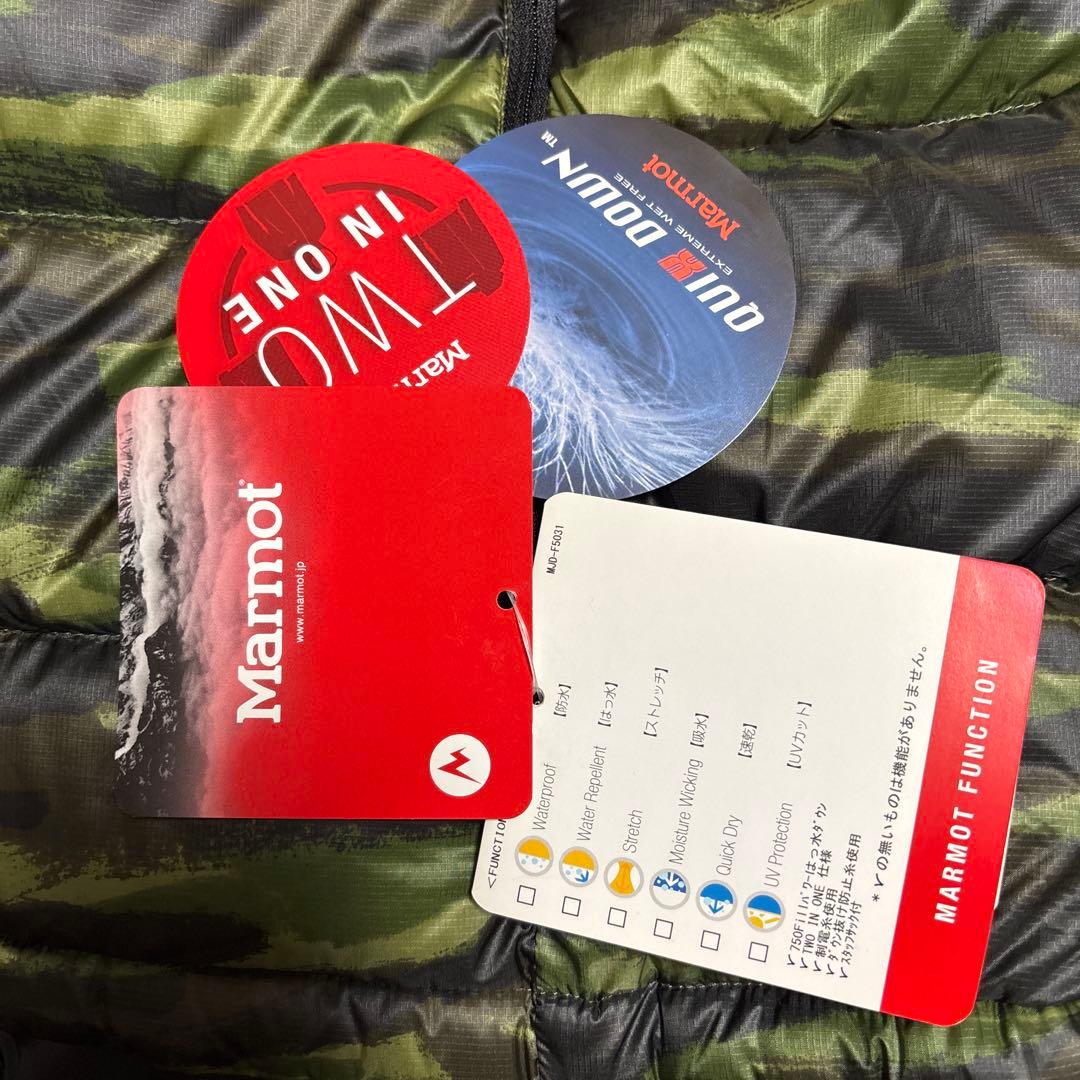 TWO
IN ONE
Marmot
QUIX DOWN™
EXTREME WET FREE
Marmot
Marmot
www.marmot.jp
MJD-F5031
<FUNCTION
Waterproof 【防水】
Water Repellent 【はっ水】
Stretch 【ストレッチ】
Moisture Wicking 【吸水】
Quick Dry 【速乾】
UV Protection 【UVカット】
✓750Fillパワーはっ水ダウン
✓TWO IN ONE 仕様
✓制電糸使用
✓ダウン抜け防止糸使用
✓スタッフサック付
*✓の無いものは機能がありません。
MARMOT FUNCTION